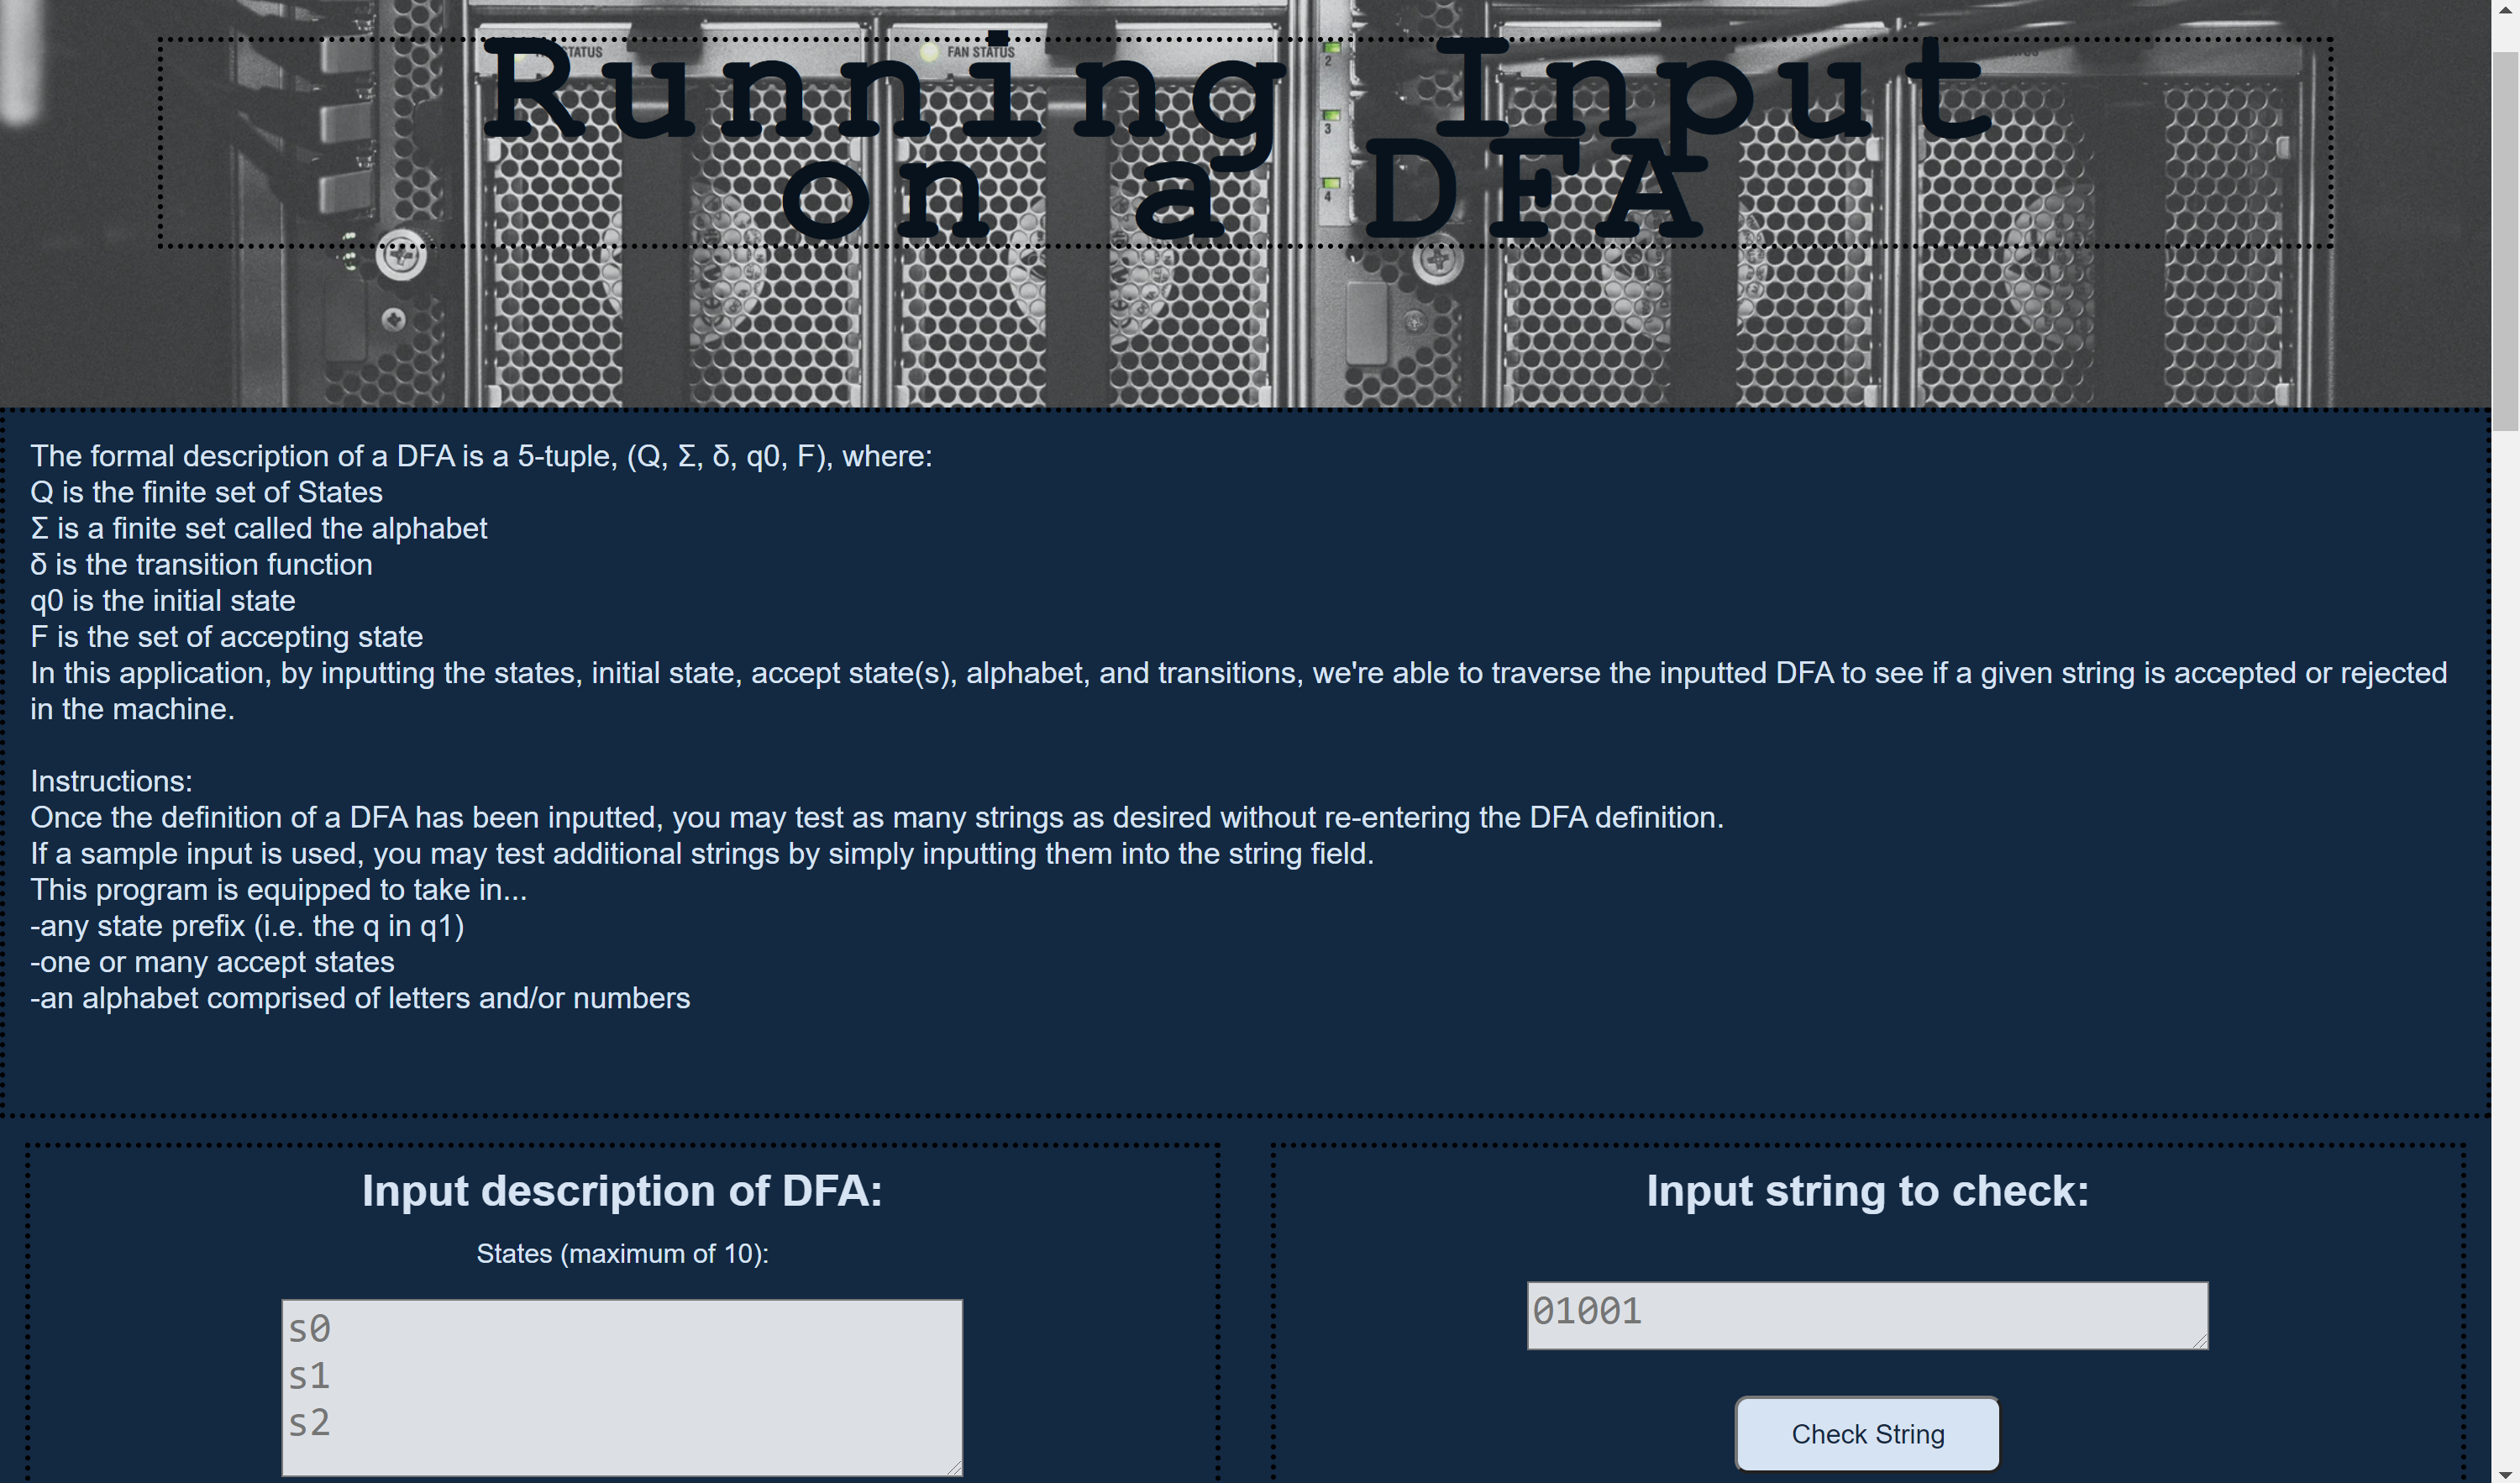 STATUS
FAN STATUS
2
3
4
Running Input
on a DFA
The formal description of a DFA is a 5-tuple, (Q, Σ, δ, q0, F), where:
Q is the finite set of States
Σ is a finite set called the alphabet
δ is the transition function
q0 is the initial state
F is the set of accepting state
In this application, by inputting the states, initial state, accept state(s), alphabet, and transitions, we're able to traverse the inputted DFA to see if a given string is accepted or rejected
in the machine.
Instructions:
Once the definition of a DFA has been inputted, you may test as many strings as desired without re-entering the DFA definition.
If a sample input is used, you may test additional strings by simply inputting them into the string field.
This program is equipped to take in...
-any state prefix (i.e. the q in q1)
-one or many accept states
-an alphabet comprised of letters and/or numbers
Input description of DFA:
States (maximum of 10):
s0
s1
s2
Input string to check:
01001
Check String